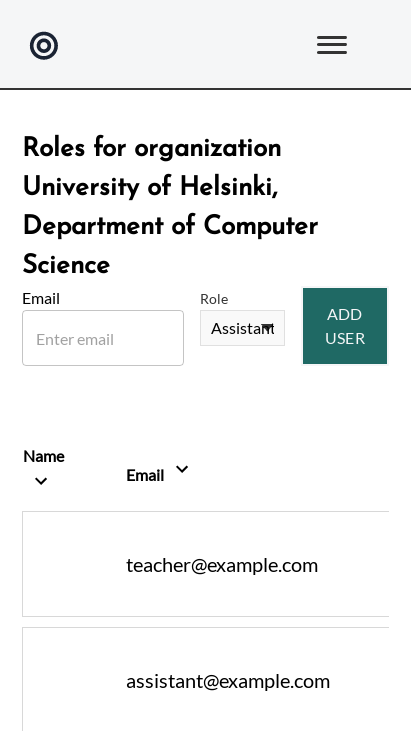 Roles for organization
University of Helsinki,
Department of Computer
Science
Email
Role
Enter email
Assistant
ADD
USER
Name
Email
teacher@example.com
assistant@example.com